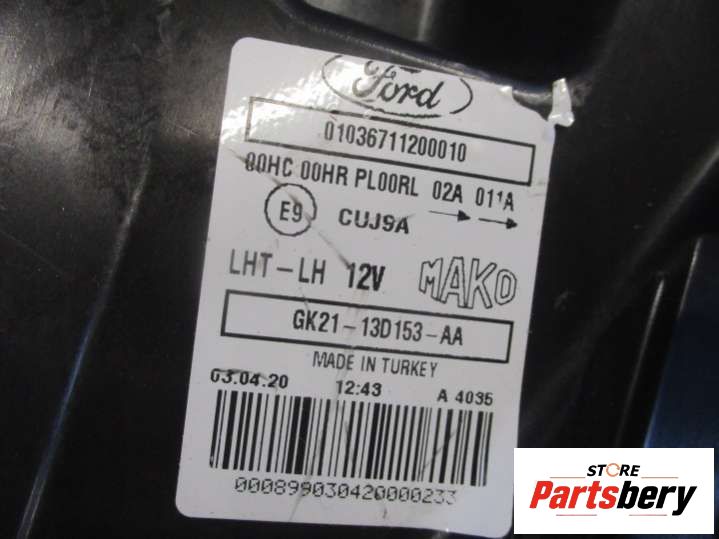 Ford
01036711200010
00HC 00HR PL00RL 02A 011A
E9 CUJ9A
LHT-LH 12V MAKO
GK21-13D153-AA
MADE IN TURKEY
03.04.20 12:43 A 4035
000899030420000233
STORE
Partsbery